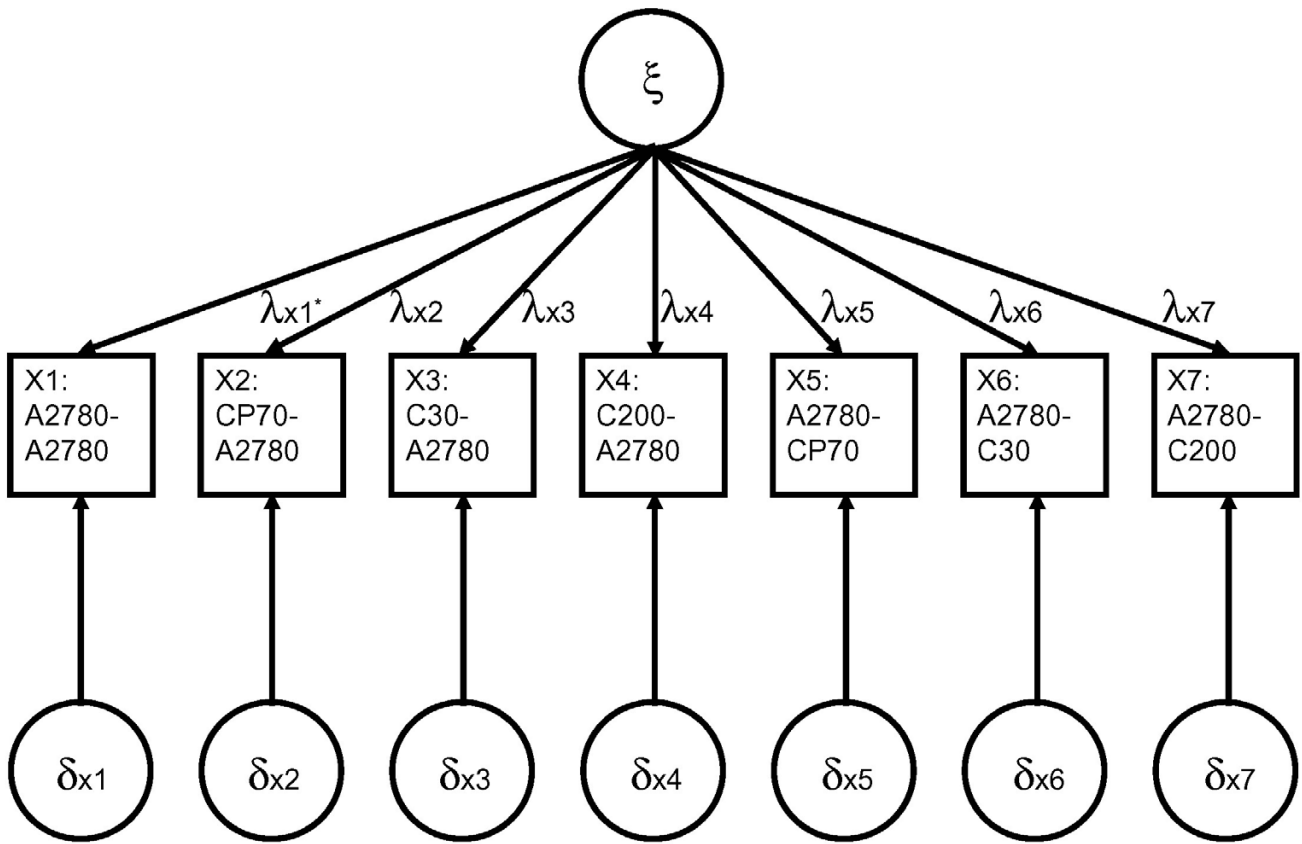 ξ
λx1* λx2 λx3 λx4 λx5 λx6 λx7
X1:
A2780-
A2780
X2:
CP70-
A2780
X3:
C30-
A2780
X4:
C200-
A2780
X5:
A2780-
CP70
X6:
A2780-
C30
X7:
A2780-
C200
δx1 δx2 δx3 δx4 δx5 δx6 δx7